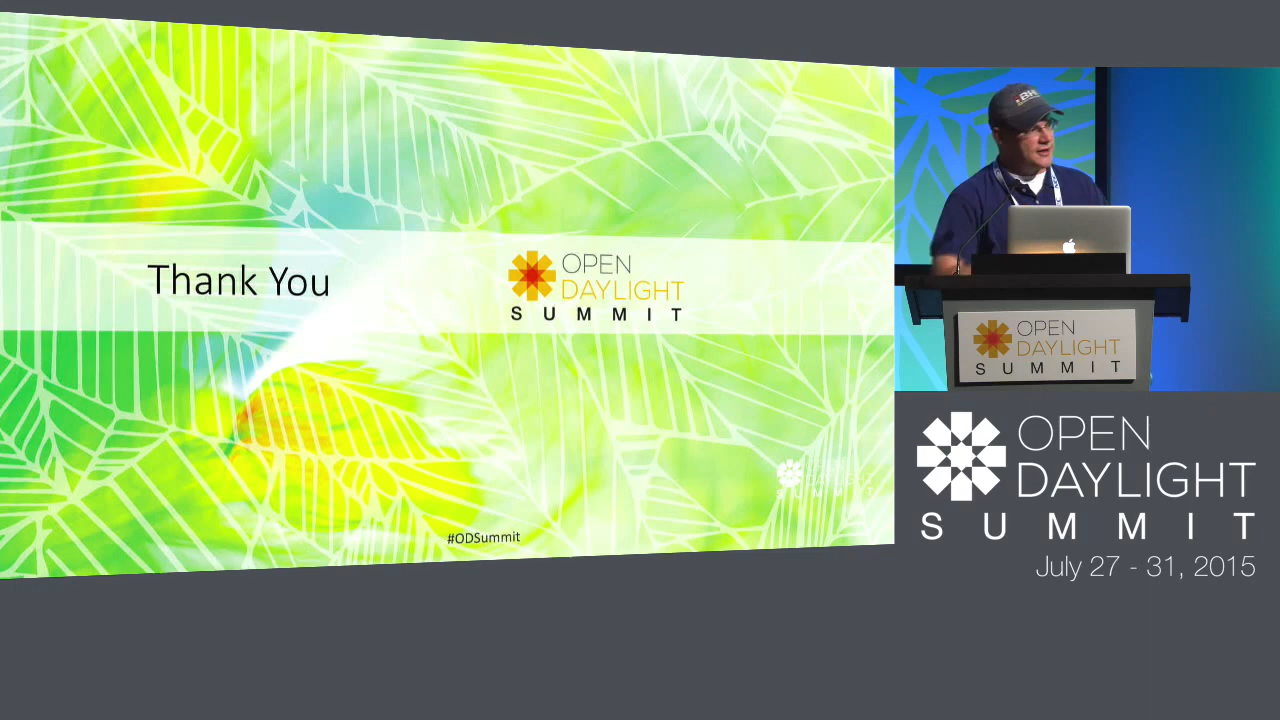 Thank You
OPEN
DAYLIGHT
SUMMIT
#ODSummit
OPEN
DAYLIGHT
SUMMIT
OPEN
DAYLIGHT
SUMMIT
July 27 - 31, 2015